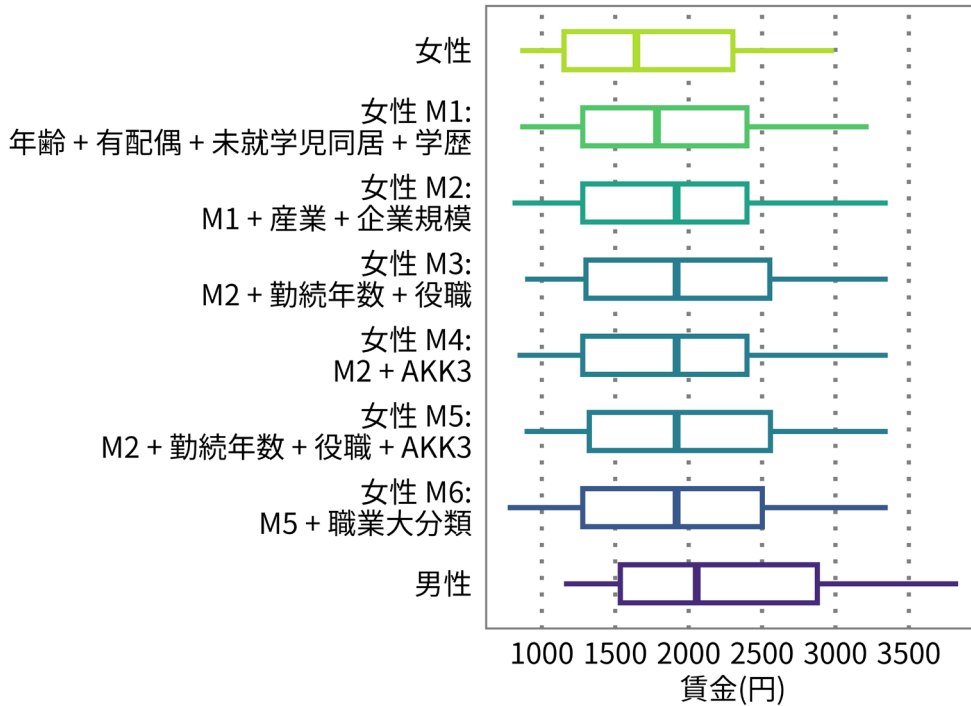 女性
女性 M1:
年齢 + 有配偶 + 未就学児同居 + 学歴
女性 M2:
M1 + 産業 + 企業規模
女性 M3:
M2 + 勤続年数 + 役職
女性 M4:
M2 + AKK3
女性 M5:
M2 + 勤続年数 + 役職 + AKK3
女性 M6:
M5 + 職業大分類
男性
1000 1500 2000 2500 3000 3500
賃金(円)